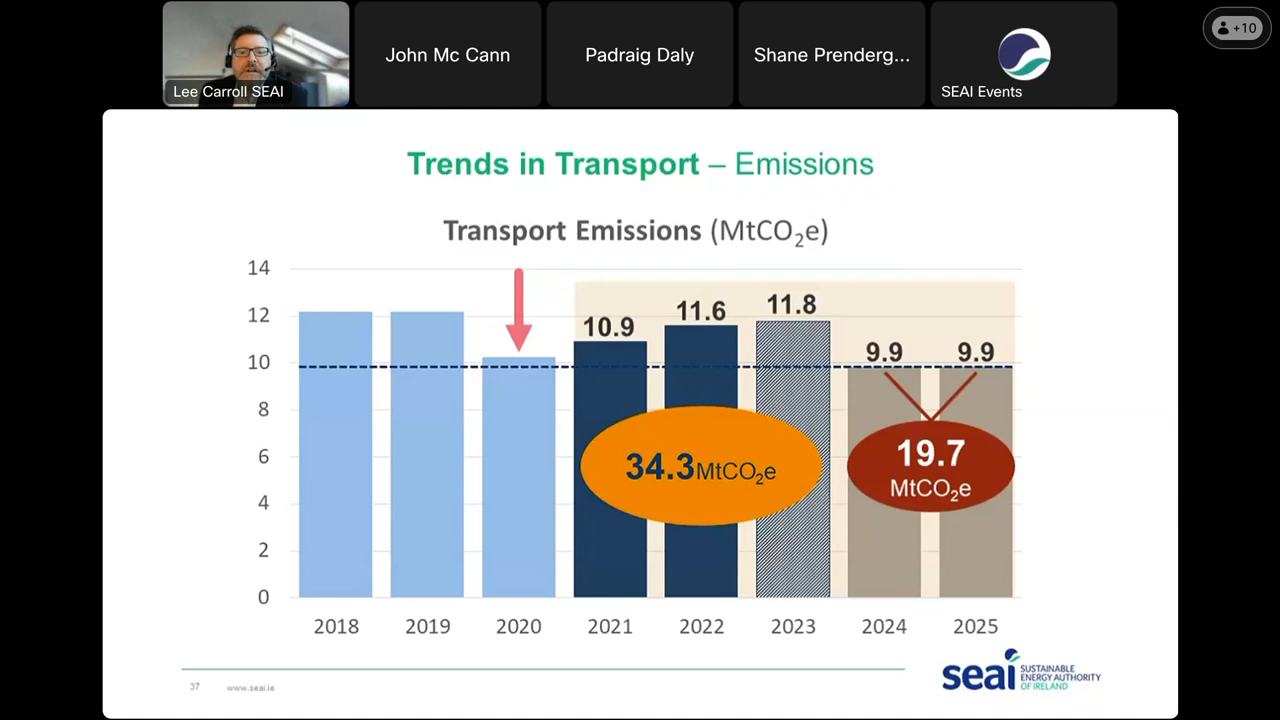 John Mc Cann
Padraig Daly
Shane Prenderg...
+10
Lee Carroll SEAI
SEAI Events
Trends in Transport – Emissions
Transport Emissions (MtCO₂e)
14
12
10
8
6
4
2
0
10.9
11.6
11.8
9.9
9.9
34.3MtCO₂e
19.7
MtCO₂e
2018
2019
2020
2021
2022
2023
2024
2025
37
www.seai.ie
seai
SUSTAINABLE
ENERGY AUTHORITY
OF IRELAND